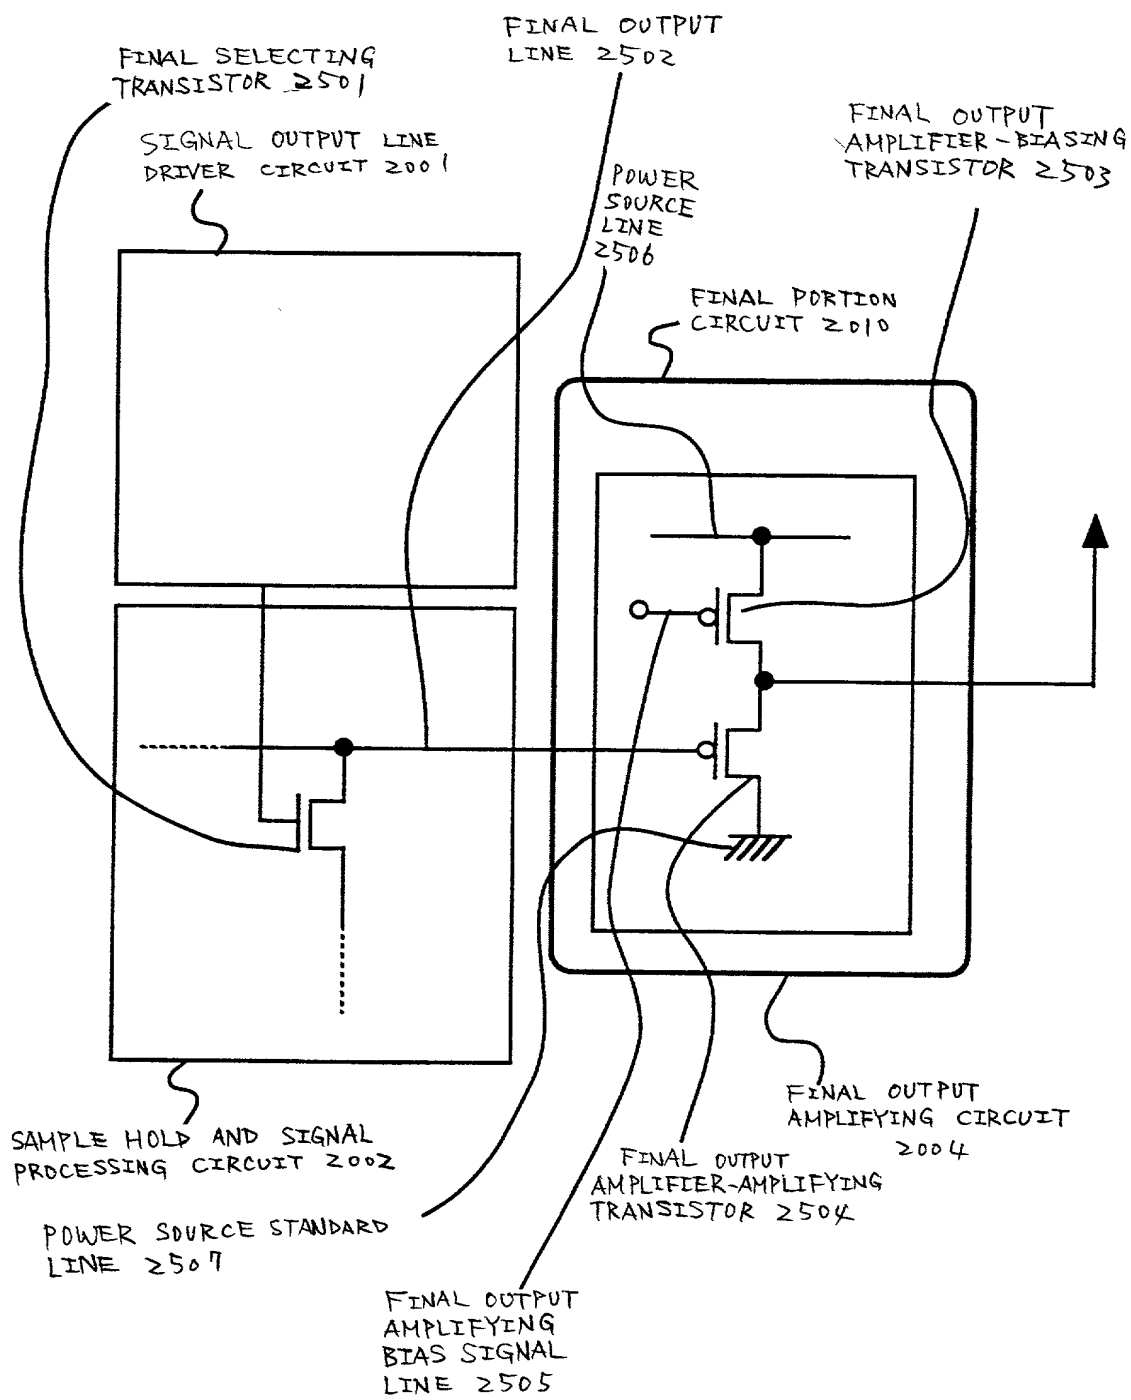 FINAL OUTPUT
LINE 2502
FINAL SELECTING
TRANSISTOR 2501
FINAL OUTPUT
AMPLIFIER-BIASING
TRANSISTOR 2503
SIGNAL OUTPUT LINE
DRIVER CIRCUIT 2001
POWER
SOURCE
LINE
2506
FINAL PORTION
CIRCUIT 2010
FINAL OUTPUT
AMPLIFYING CIRCUIT
2004
SAMPLE HOLD AND SIGNAL
PROCESSING CIRCUIT 2002
FINAL OUTPUT
AMPLIFIER-AMPLIFYING
TRANSISTOR 2504
POWER SOURCE STANDARD
LINE 2507
FINAL OUTPUT
AMPLIFYING
BIAS SIGNAL
LINE 2505